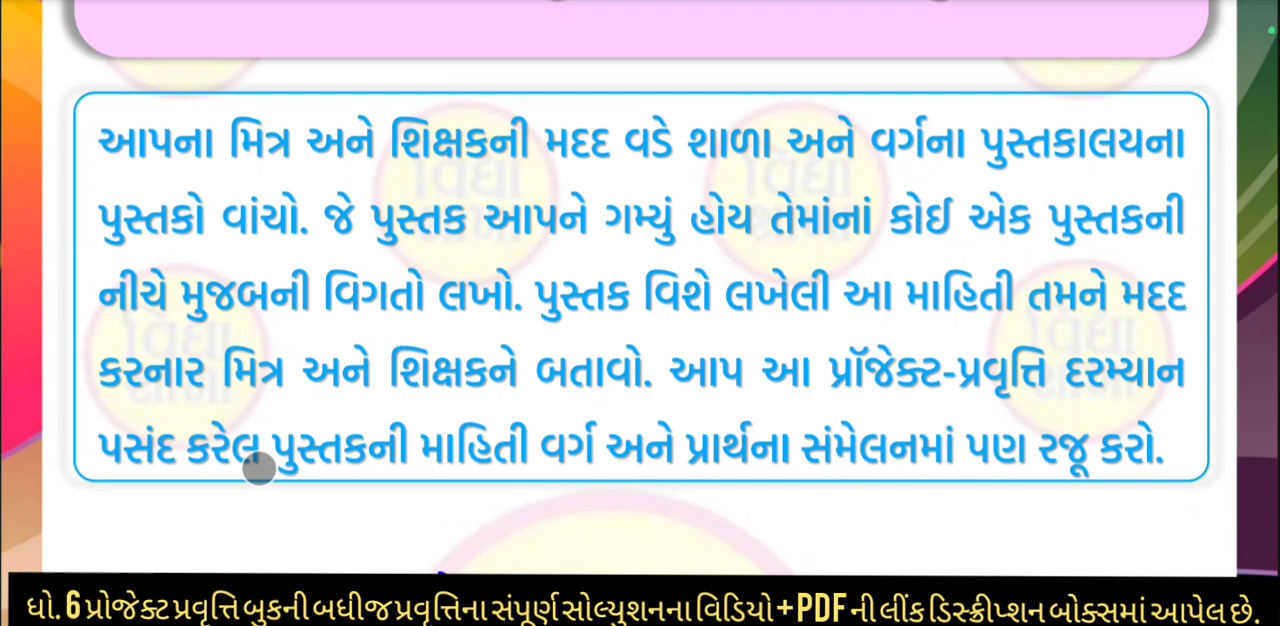 આપના મિત્ર અને શિક્ષકની મદદ વડે શાળા અને વર્ગના પુસ્તકાલયના
પુસ્તકો વાંચો. જે પુસ્તક આપને ગમ્યું હોય તેમાંનાં કોઈ એક પુસ્તકની
નીચે મુજબની વિગતો લખો. પુસ્તક વિશે લખેલી આ માહિતી તમને મદદ
કરનાર મિત્ર અને શિક્ષકને બતાવો. આપ આ પ્રૉજેક્ટ-પ્રવૃત્તિ દરમ્યાન
પસંદ કરેલ પુસ્તકની માહિતી વર્ગ અને પ્રાર્થના સંમેલનમાં પણ રજૂ કરો.
ધો. 6 પ્રોજેક્ટ પ્રવૃત્તિ બુકની બધી જ પ્રવૃત્તિના સંપૂર્ણ સોલ્યુશનના વિડિયો + PDF ની લીંક ડિસ્ક્રીપ્શન બોક્સમાં આપેલ છે.